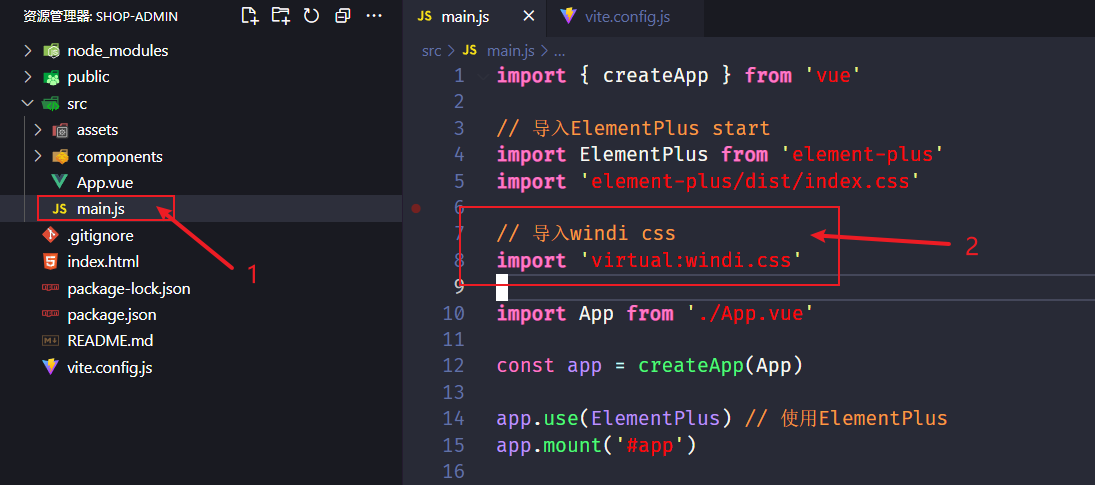 资源管理器: SHOP-ADMIN
node_modules
public
src
assets
components
App.vue
JS main.js
.gitignore
index.html
package-lock.json
package.json
README.md
vite.config.js
1
JS main.js
vite.config.js
src > JS main.js > ...
1 import { createApp } from 'vue'
2
3 // 导入ElementPlus start
4 import ElementPlus from 'element-plus'
5 import 'element-plus/dist/index.css'
6
7 // 导入windi css
8 import 'virtual:windi.css'
9
10 import App from './App.vue'
11
12 const app = createApp(App)
13
14 app.use(ElementPlus) // 使用ElementPlus
15 app.mount('#app')
16
2